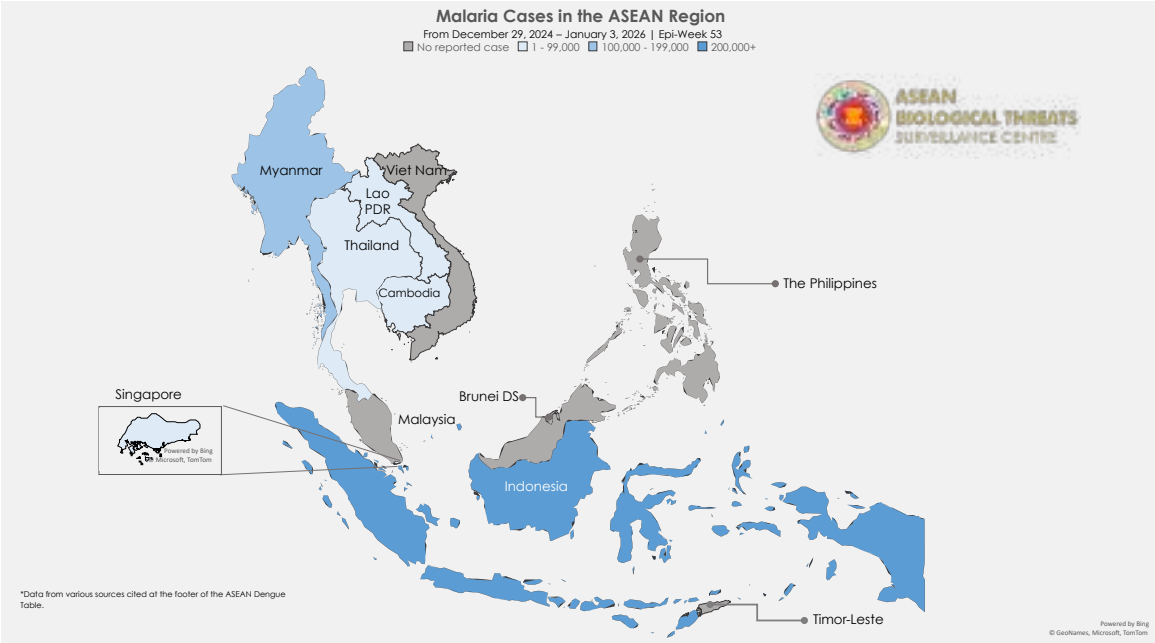 Malaria Cases in the ASEAN Region
From December 29, 2024 – January 3, 2026 | Epi-Week 53
No reported case 1 - 99,000 100,000 - 199,000 200,000+
ASEAN
BIOLOGICAL THREATS
SURVEILLANCE CENTRE
Myanmar
Viet Nam
Lao
PDR
Thailand
Cambodia
The Philippines
Singapore
Brunei DS
Malaysia
Powered by Bing
© Microsoft, TomTom
Indonesia
*Data from various sources cited at the footer of the ASEAN Dengue
Table.
Timor-Leste
Powered by Bing
© GeoNames, Microsoft, TomTom